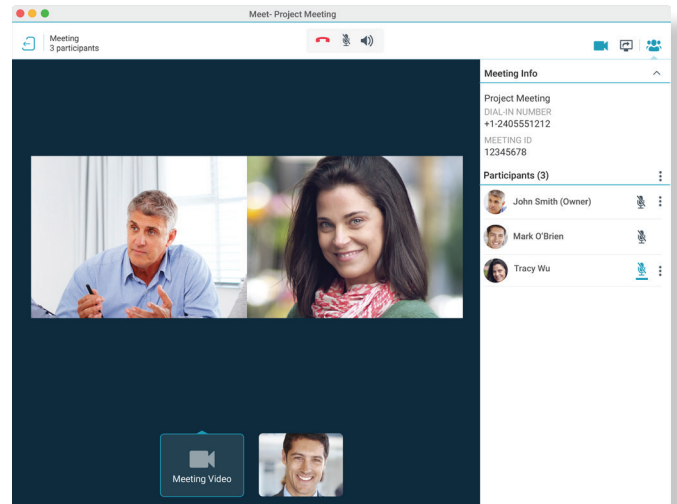 Meet- Project Meeting
Meeting
3 participants
Meeting Info
Project Meeting
DIAL-IN NUMBER
+1-2405551212
MEETING ID
12345678
Participants (3)
John Smith (Owner)
Mark O'Brien
Tracy Wu
Meeting Video